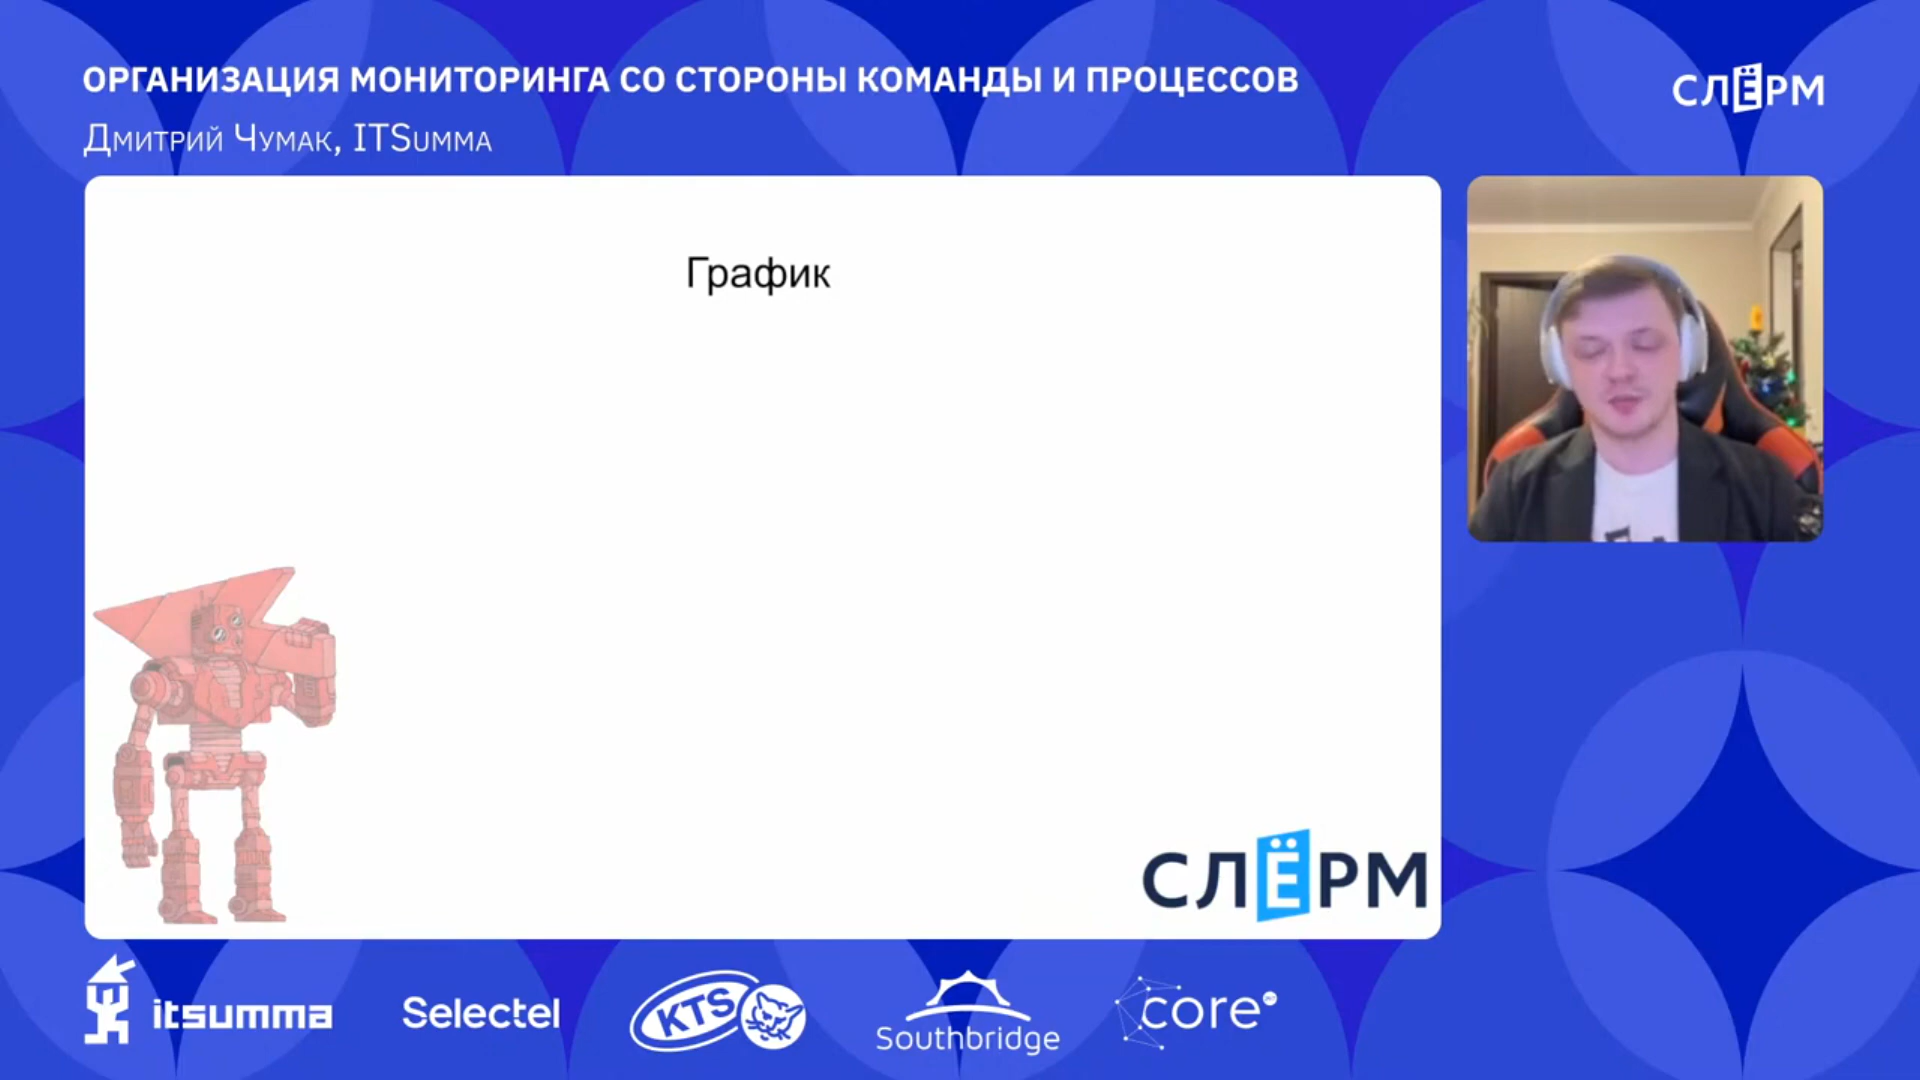 ОРГАНИЗАЦИЯ МОНИТОРИНГА СО СТОРОНЫ КОМАНДЫ И ПРОЦЕССОВ
Дмитрий Чумак, ITSumma
СЛЁРМ
График
СЛЁРМ
itsumma
Selectel
KTS
Southbridge
core